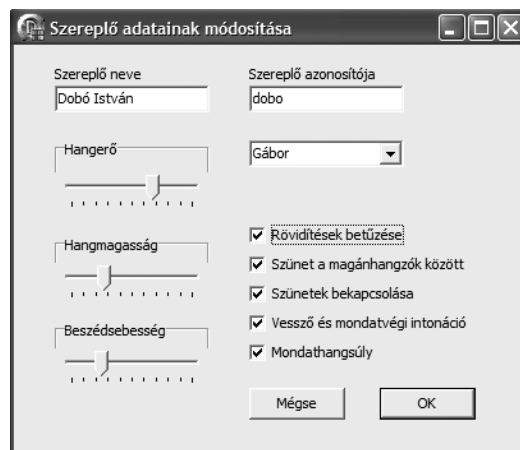 Szereplő adatainak módosítása
Szereplő neve
Szereplő azonosítója
Dobó István
dobo
Hangerő
Gábor
Hangmagasság
Beszédsebesség
Rövidítések betűzése
Szünet a magánhangzók között
Szünetek bekapcsolása
Vessző és mondatvégi intonáció
Mondathangsúly
Mégse
OK